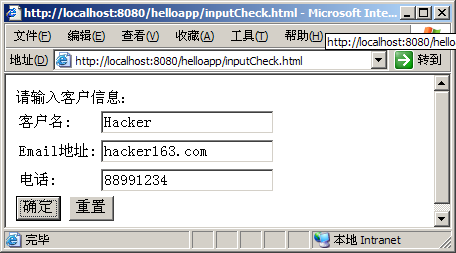 http://localhost:8080/helloapp/inputCheck.html - Microsoft Inte...
文件(F) 编辑(E) 查看(V) 收藏(A) 工具(T) 帮助(H)
http://localhost:8080/hello
地址(D) http://localhost:8080/helloapp/inputCheck.html 转到
请输入客户信息:
客户名: Hacker
Email地址: hacker163.com
电话: 88991234
确定 重置
完毕 本地 Intranet